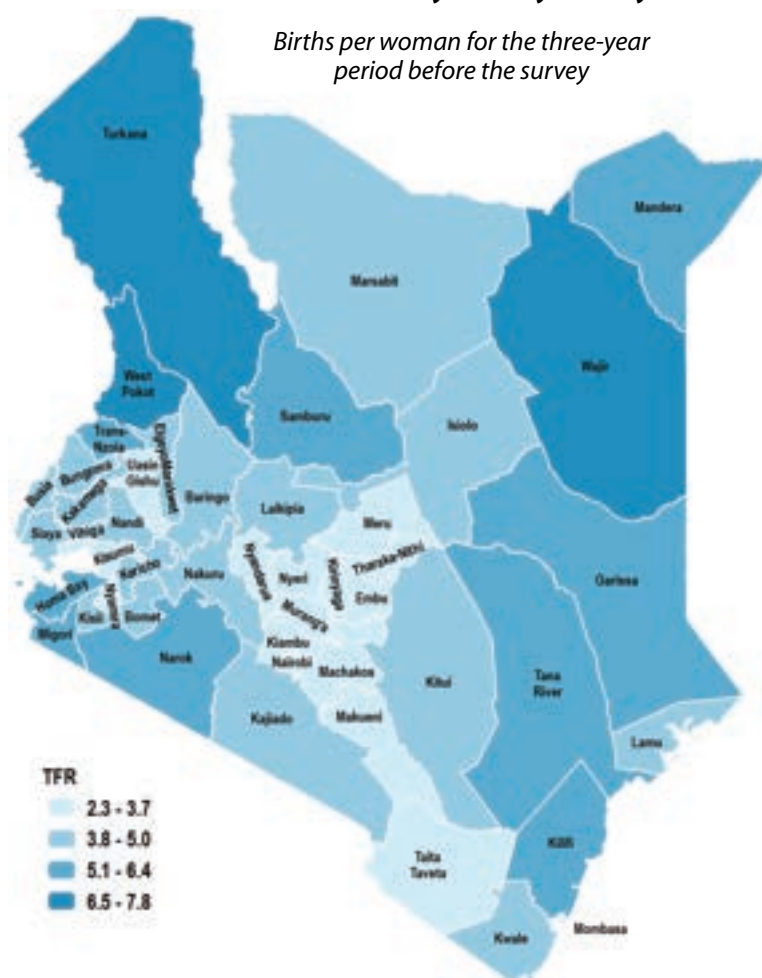 Births per woman for the three-year
period before the survey
Turkana
Mandera
Marsabit
Wajir
West
Pokot
Samburu
Isiolo
Trans-
Nzoia
Elgeyo-Marakwet
Uasin
Gishu
Bungoma
Busia
Kakamega
Baringo
Laikipia
Siaya
Vihiga
Nandi
Meru
Kisumu
Kericho
Nakuru
Nyandarua
Nyeri
Kirinyaga
Tharaka-Nithi
Garissa
Homa Bay
Nyamira
Embu
Kisii
Bomet
Murang'a
Migori
Kiambu
Nairobi
Narok
Machakos
Kitui
Tana
River
Kajiado
Makueni
Lamu
TFR
2.3 - 3.7
3.8 - 5.0
5.1 - 6.4
6.5 - 7.8
Kilifi
Taita
Taveta
Mombasa
Kwale